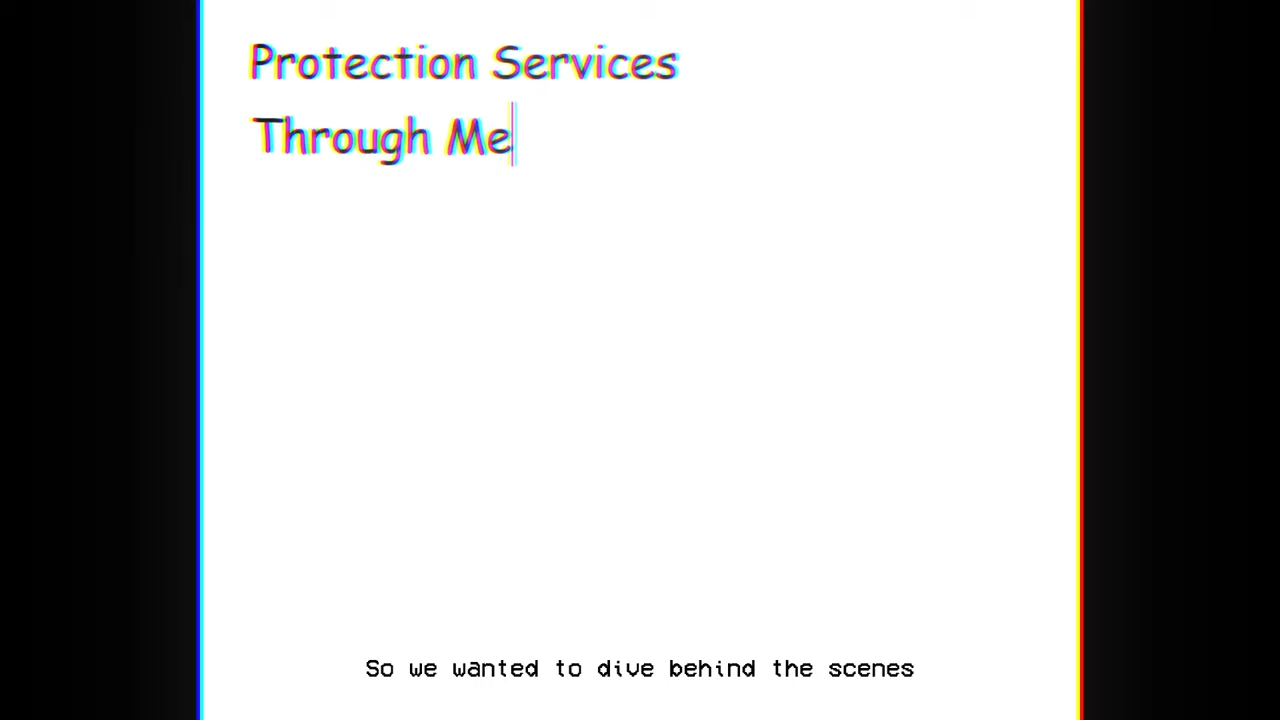 Protection Services
Through Me
So we wanted to dive behind the scenes